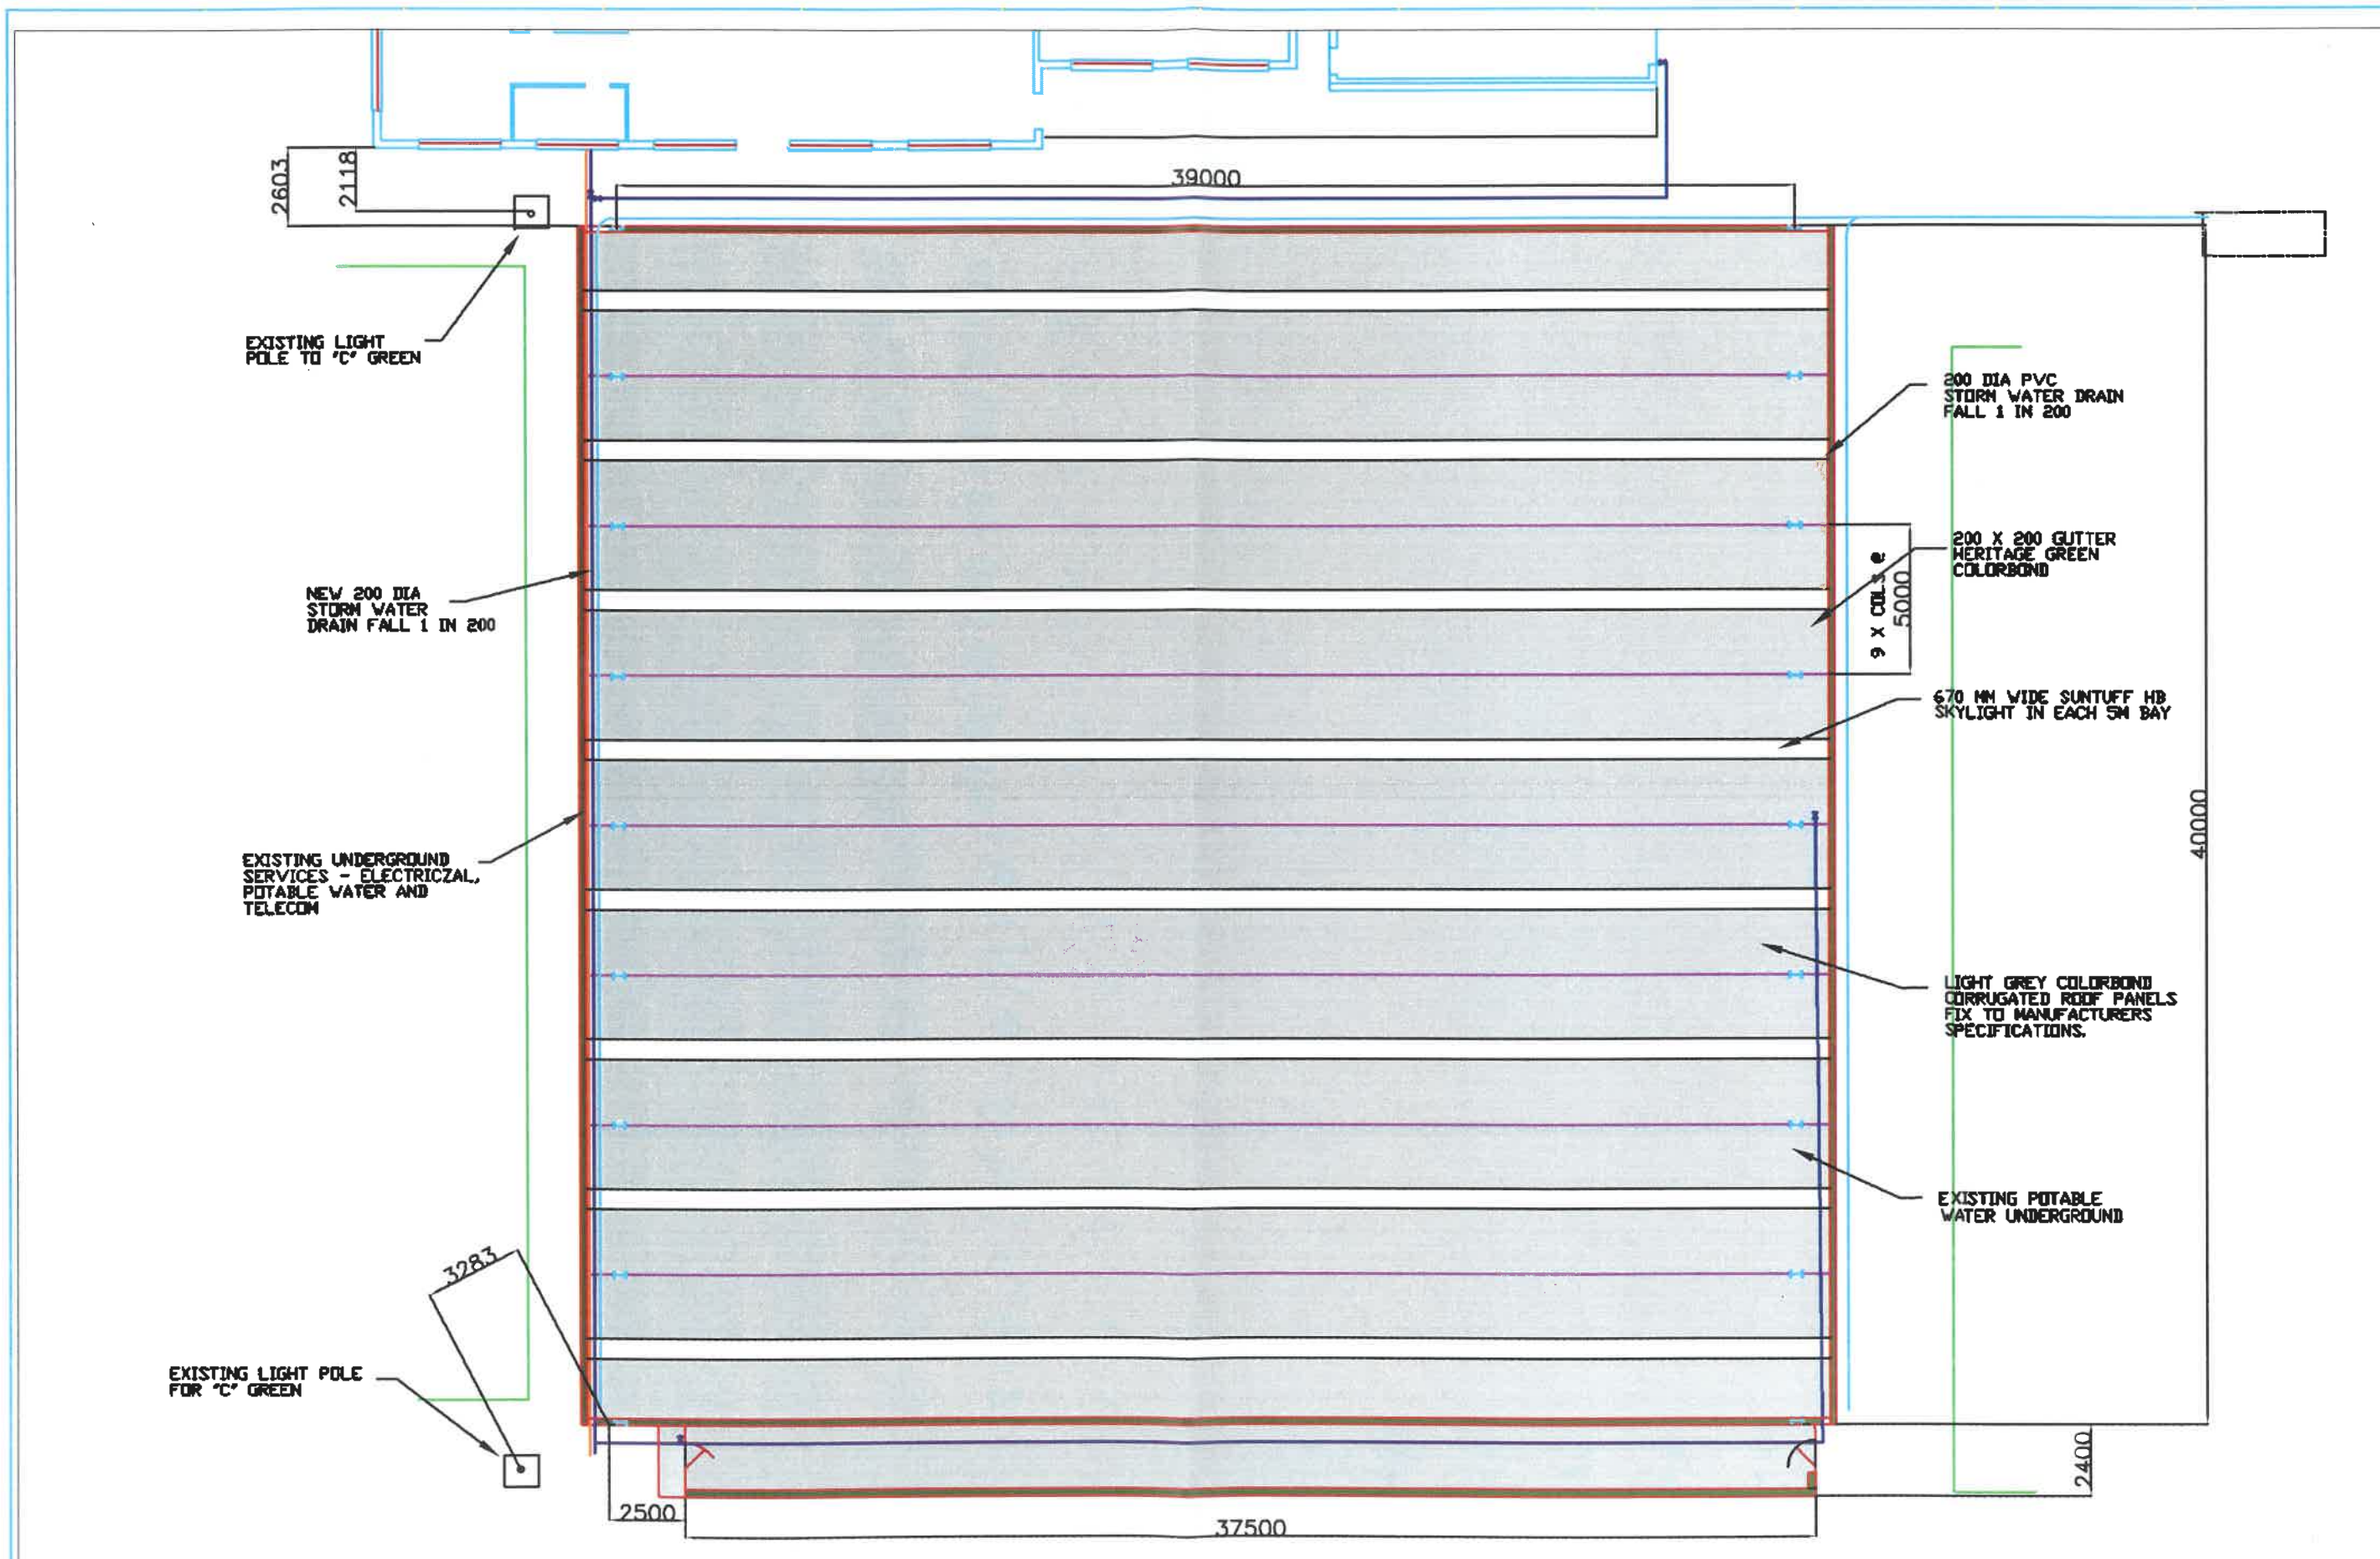 2603
2118
39000
EXISTING LIGHT
POLE TO "C" GREEN
200 DIA PVC
STORM WATER DRAIN
FALL 1 IN 200
200 X 200 GUTTER
HERITAGE GREEN
COLORBOND
9 X COLS @
5000
NEW 200 DIA
STORM WATER
DRAIN FALL 1 IN 200
670 MM WIDE SUNTUFF HB
SKYLIGHT IN EACH 5M BAY
40000
EXISTING UNDERGROUND
SERVICES - ELECTRICZAL,
POTABLE WATER AND
TELECOM
LIGHT GREY COLORBOND
CORRUGATED ROOF PANELS
FIX TO MANUFACTURERS
SPECIFICATIONS.
EXISTING POTABLE
WATER UNDERGROUND
3283
EXISTING LIGHT POLE
FOR "C" GREEN
2400
2500
37500